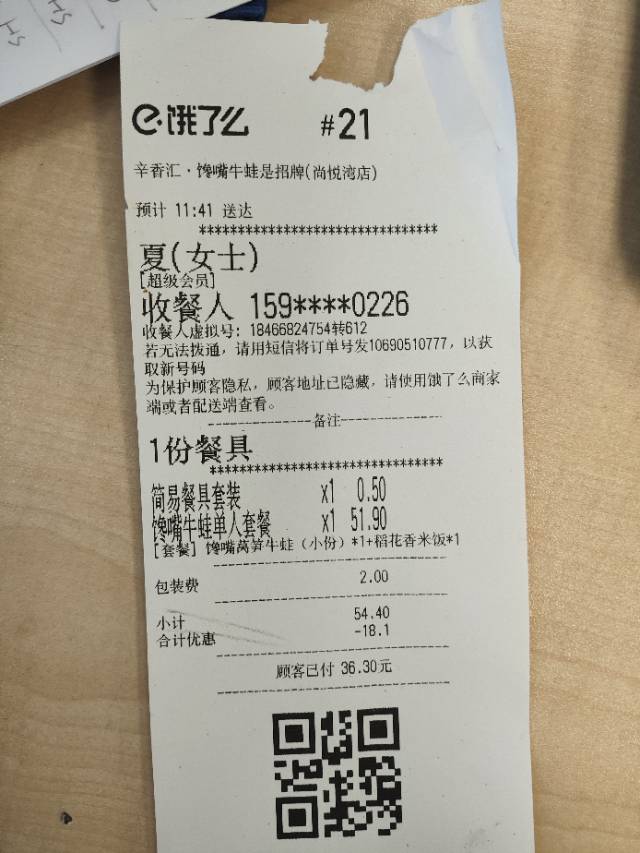 饿了么 #21
辛香汇·馋嘴牛蛙是招牌(尚悦湾店)
预计 11:41 送达
**********************************
夏(女士)
[超级会员]
收餐人 159****0226
收餐人虚拟号: 18466824754转612
若无法拨通, 请用短信将订单号发10690510777, 以获
取新号码
为保护顾客隐私, 顾客地址已隐藏, 请使用饿了么商家
端或者配送端查看。
----------------备注----------------
1份餐具
**********************************
简易餐具套装 x1 0.50
馋嘴牛蛙单人套餐 x1 51.90
[套餐] 馋嘴莴笋牛蛙（小份）*1+稻花香米饭*1
包装费 2.00
小计 54.40
合计优惠 -18.1
顾客已付 36.30元